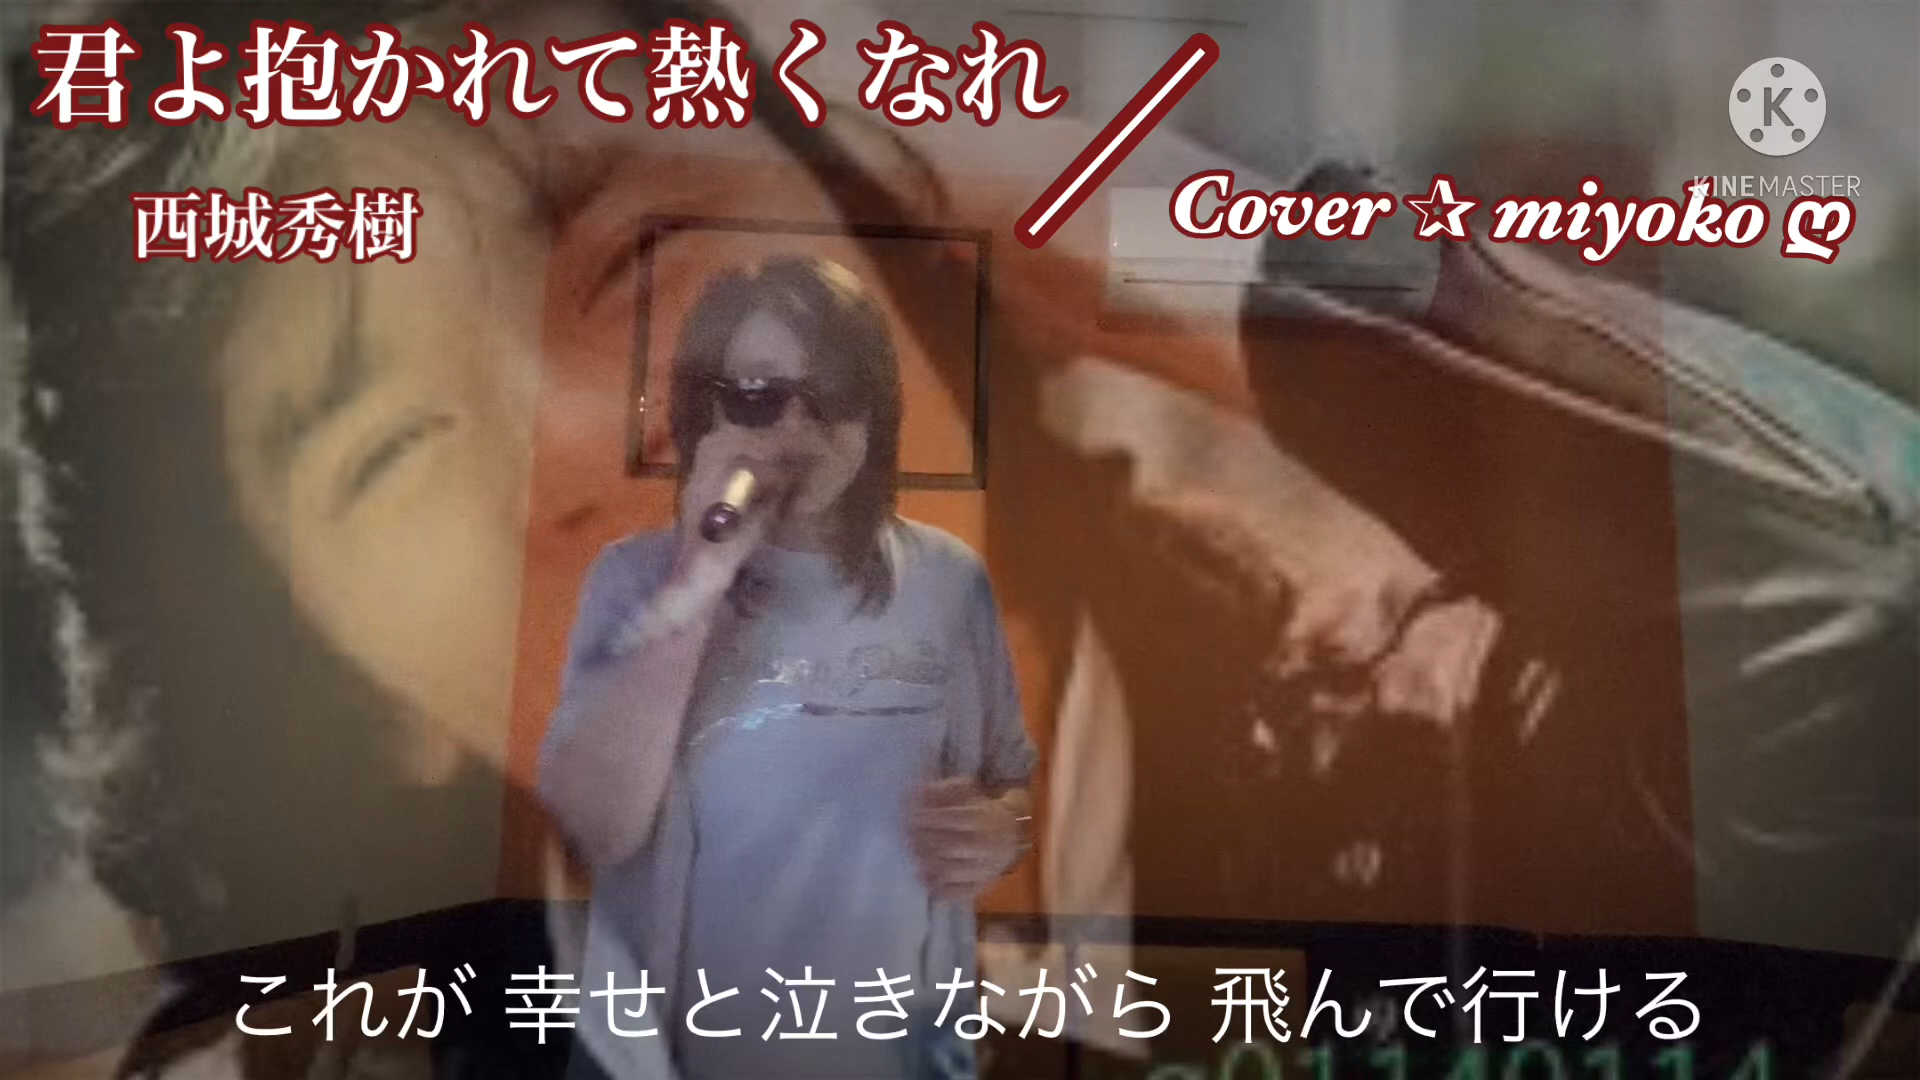 君よ抱かれて熱くなれ
西城秀樹
Cover ☆ miyoko ღ
KINEMASTER
これが 幸せと泣きながら 飛んで行ける